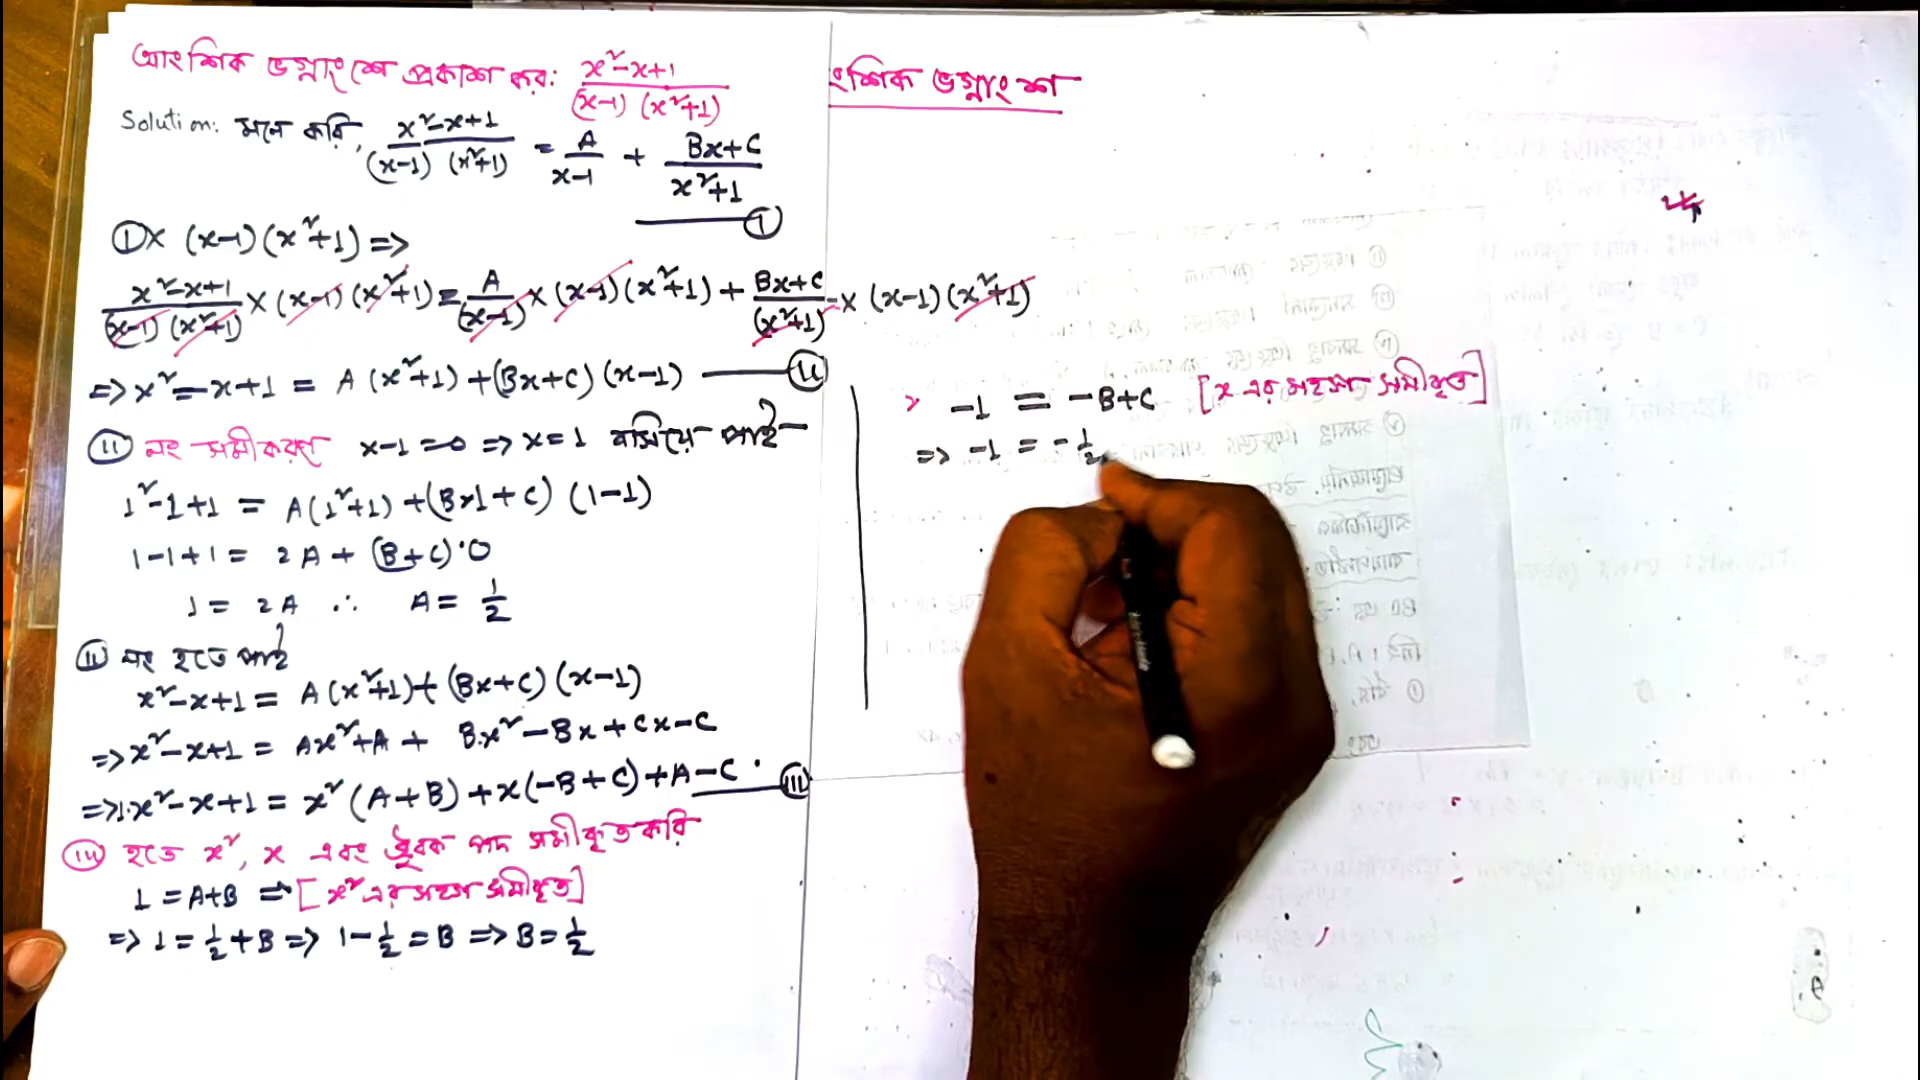 আংশিক ভগ্নাংশে প্রকাশ কর: x²-x+1 / (x-1) (x²+1)
ংশিক ভগ্নাংশ
Solution: মনে করি, x²-x+1 / (x-1) (x²+1) = A / x-1 + Bx+C / x²+1 —— (I)
(I)× (x-1)(x²+1) =>
x²-x+1 / (x-1)(x²+1) × (x-1)(x²+1) = A / (x-1) × (x-1)(x²+1) + Bx+C / (x²+1) × (x-1)(x²+1)
=> x²-x+1 = A(x²+1)+(Bx+C)(x-1) —— (II)
(II) নং সমীকরণে x-1=0 => x=1 বসিয়ে পাই-
1²-1+1 = A(1²+1)+(B×1+C)(1-1)
1-1+1 = 2A + (B+C)·0
1 = 2A ∴ A = 1/2
(II) নং হতে পাই
x²-x+1 = A(x²+1)+(Bx+C)(x-1)
=> x²-x+1 = Ax²+A + Bx²-Bx+Cx-C
=> 1·x²-x+1 = x²(A+B)+x(-B+C)+A-C —— (III)
(III) হতে x², x এবং ধ্রুবক পদ সমীকৃত করি
1 = A+B => [x² এর সহগ সমীকৃত]
=> 1 = 1/2+B => 1-1/2 = B => B = 1/2
-1 = -B+C [x এর সহগ সমীকৃত]
=> -1 = -1/2